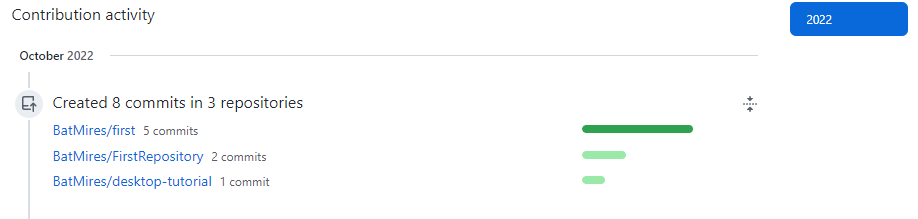 Contribution activity
2022
October 2022
Created 8 commits in 3 repositories
BatMires/first 5 commits
BatMires/FirstRepository 2 commits
BatMires/desktop-tutorial 1 commit